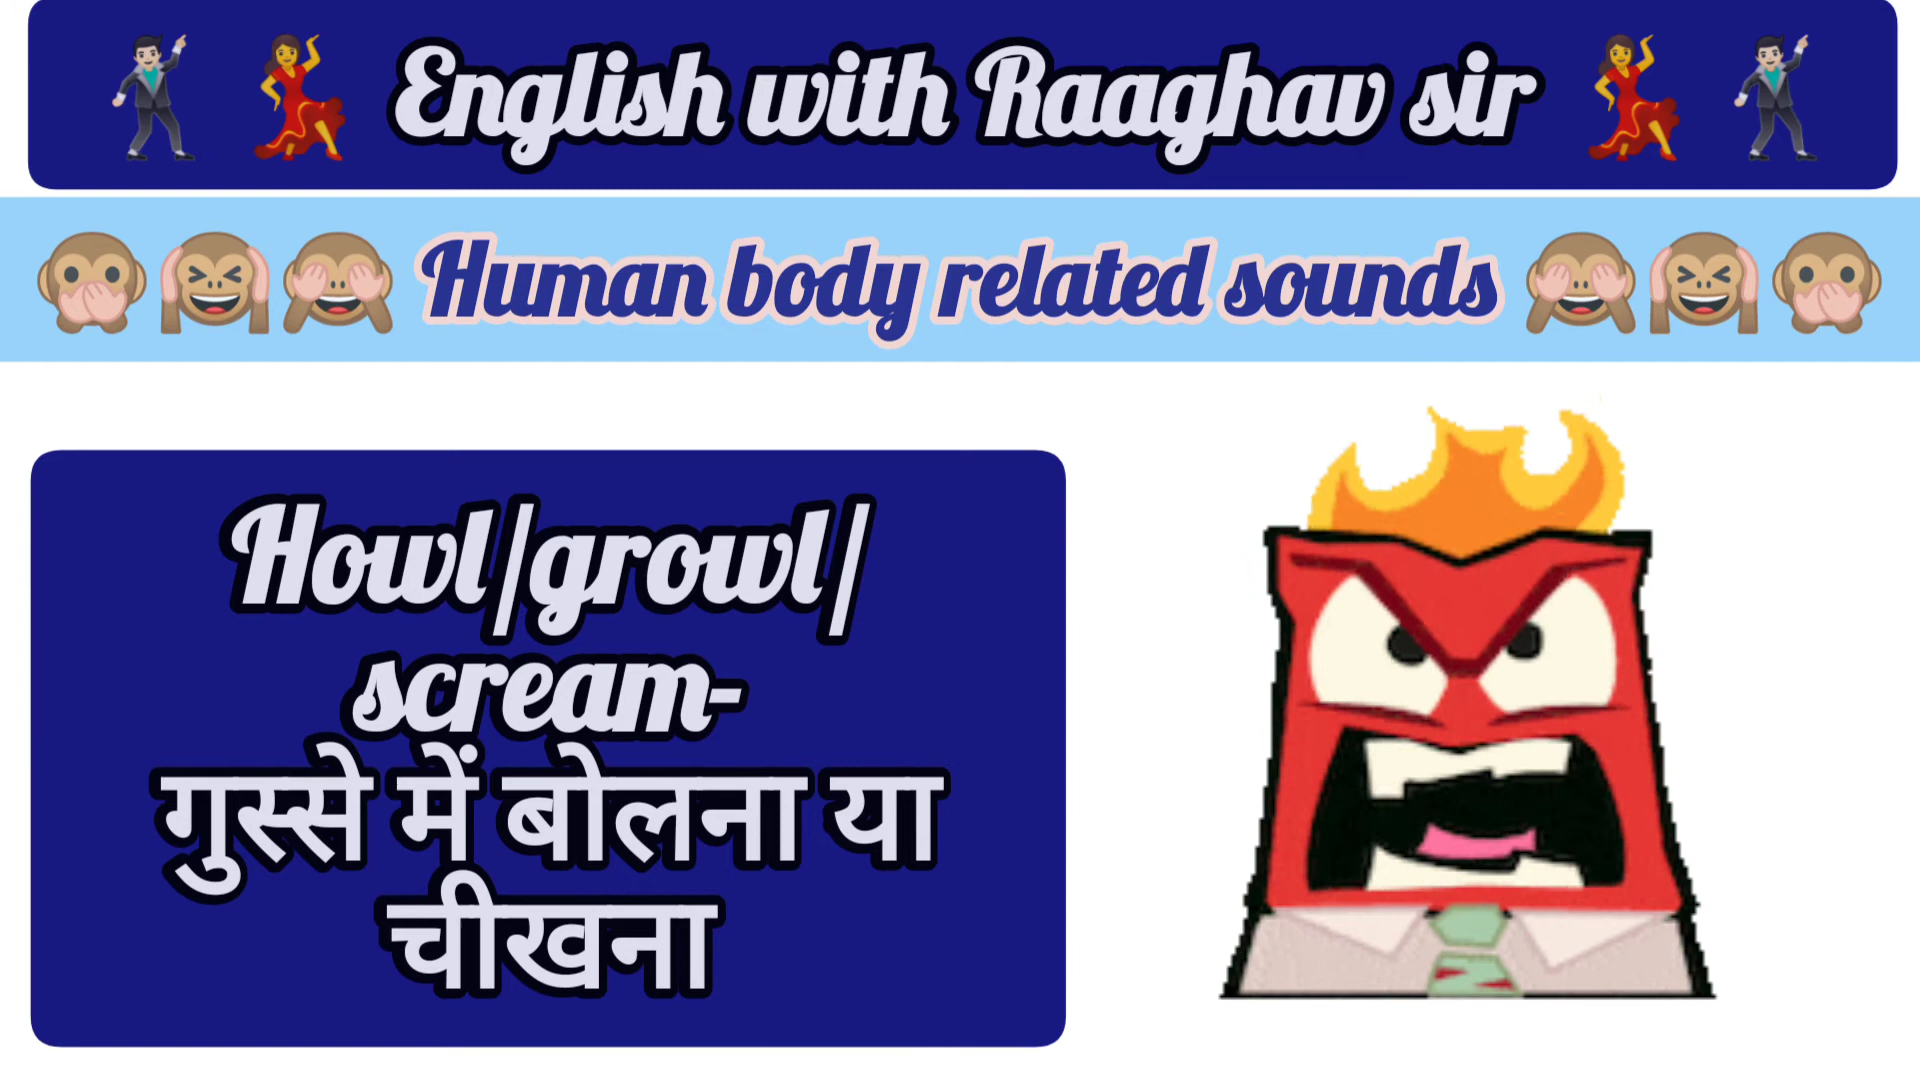 English with Raaghav sir
Human body related sounds
Howl/growl/
scream-
गुस्से में बोलना या
चीखना